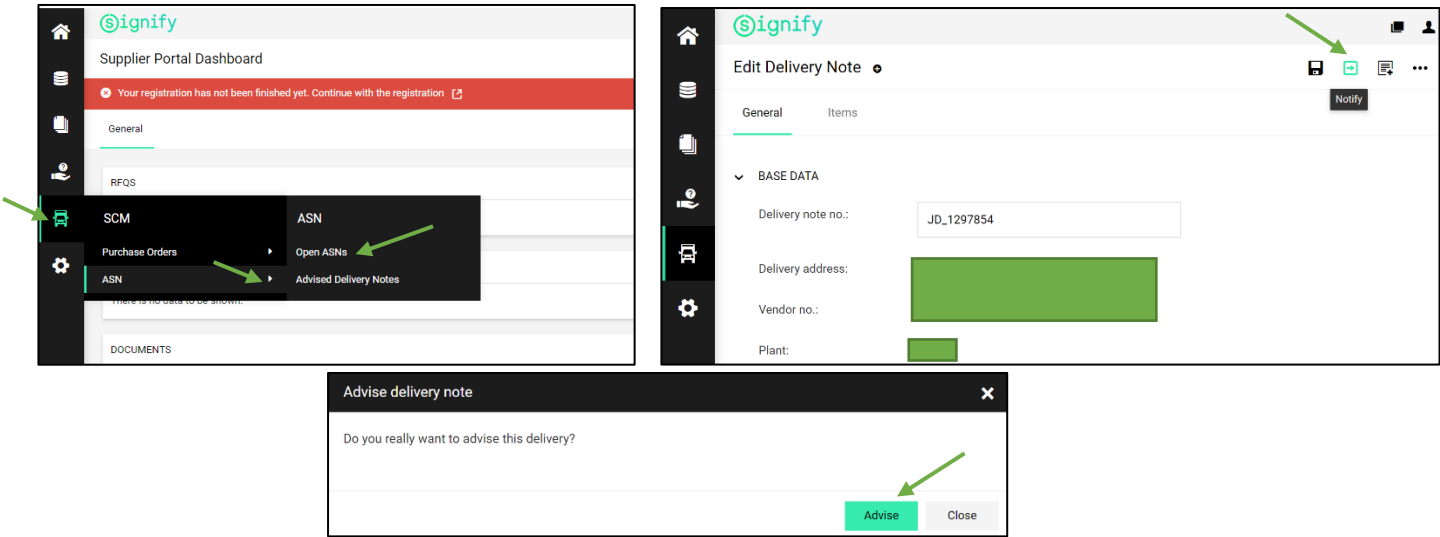 Signify
Supplier Portal Dashboard
Your registration has not been finished yet. Continue with the registration
General
RFQS
SCM
ASN
Purchase Orders
Open ASNs
ASN
Advised Delivery Notes
There is no data to be shown.
DOCUMENTS
Signify
Edit Delivery Note
Notify
General
Items
BASE DATA
Delivery note no.:
JD_1297854
Delivery address:
Vendor no.:
Plant:
Advise delivery note
Do you really want to advise this delivery?
Advise
Close